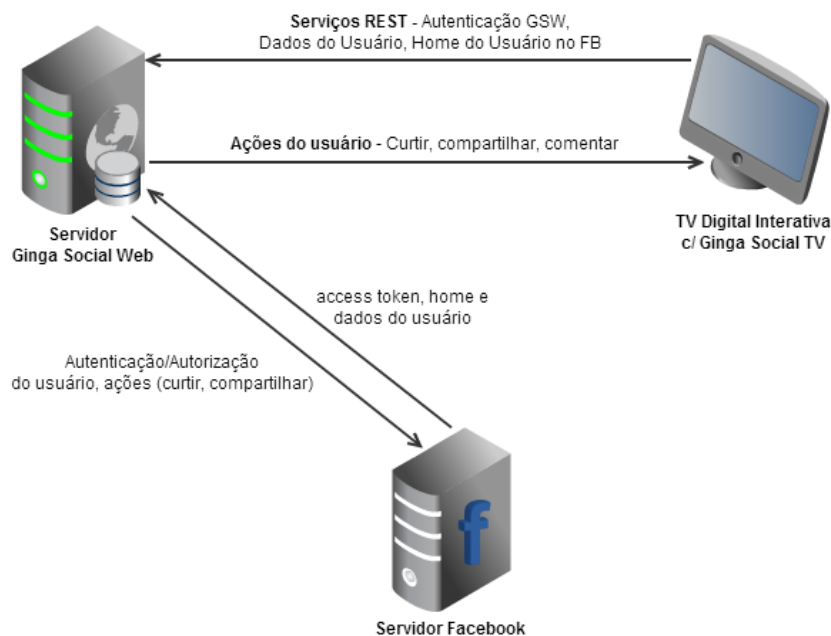 Serviços REST - Autenticação GSW,
Dados do Usuário, Home do Usuário no FB
Ações do usuário - Curtir, compartilhar, comentar
Servidor
Ginga Social Web
TV Digital Interativa
c/ Ginga Social TV
access token, home e
dados do usuário
Autenticação/Autorização
do usuário, ações (curtir, compartilhar)
f
Servidor Facebook